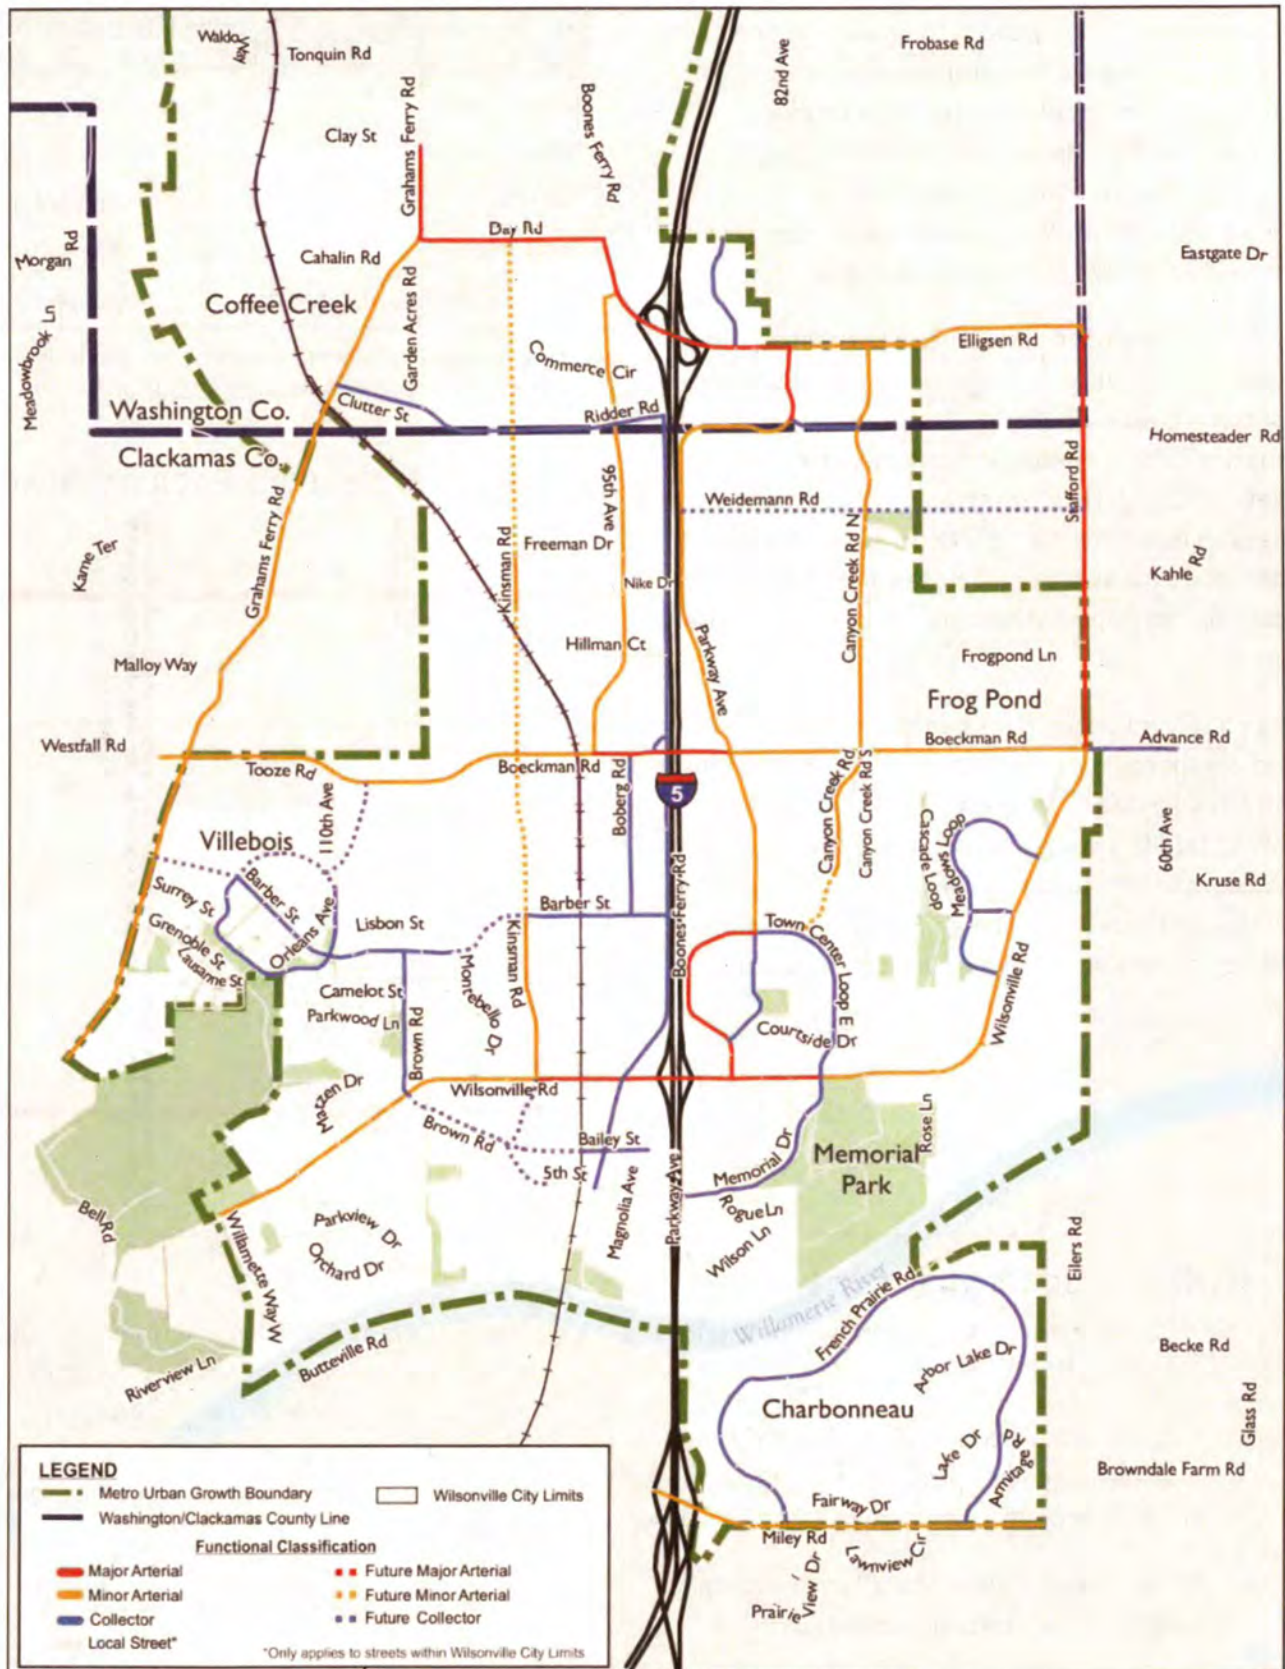 Waldo Way
Tonquin Rd
82nd Ave
Frobase Rd
Grahams Ferry Rd
Boones Ferry Rd
Clay St
Day Rd
Morgan Rd
Cahalin Rd
Eastgate Dr
Coffee Creek
Garden Acres Rd
Meadowbrook Ln
Commerce Cir
Elligsen Rd
Washington Co.
Clutter St
Ridder Rd
Clackamas Co.
Homesteader Rd
Stafford Rd
95th Ave
Weidemann Rd
Grahams Ferry Rd
Kinsman Rd
Freeman Dr
Canyon Creek Rd N
Kame Ter
Nike Dr
Kahle Rd
Hillman Ct
Parkway Ave
Malloy Way
Frogpond Ln
Frog Pond
Westfall Rd
Tooze Rd
Boeckman Rd
Boeckman Rd
Advance Rd
Boberg Rd
5
Canyon Creek Rd
Canyon Creek Rd S
110th Ave
Villebois
Cascade Loop
Meadows Loop
60th Ave
Kruse Rd
Surrey St
Barber St
Orleans Ave
Lisbon St
Barber St
Boones Ferry Rd
Town Center Loop E
Grenoble St
Lausanne St
Camelot St
Montebello Dr
Kinsman Rd
Parkwood Ln
Brown Rd
Courtside Dr
Wilsonville Rd
Metzen Dr
Wilsonville Rd
Brown Rd
Bailey St
Rose Ln
5th St
Magnolia Ave
Parkway Ave
Memorial Dr
Memorial Park
Rogue Ln
Wilson Ln
Bell Rd
Willamette Way W
Parkview Dr
Orchard Dr
Eilers Rd
Willamette River
French Prairie Rd
Butteville Rd
Riverview Ln
Arbor Lake Dr
Becke Rd
Charbonneau
Glass Rd
Lake Dr
Armitage Rd
Browndale Farm Rd
Fairway Dr
Miley Rd
Lawnview Cir
Prairie View Dr
LEGEND
Metro Urban Growth Boundary
Wilsonville City Limits
Washington/Clackamas County Line
Functional Classification
Major Arterial
Future Major Arterial
Minor Arterial
Future Minor Arterial
Collector
Future Collector
Local Street*
*Only applies to streets within Wilsonville City Limits